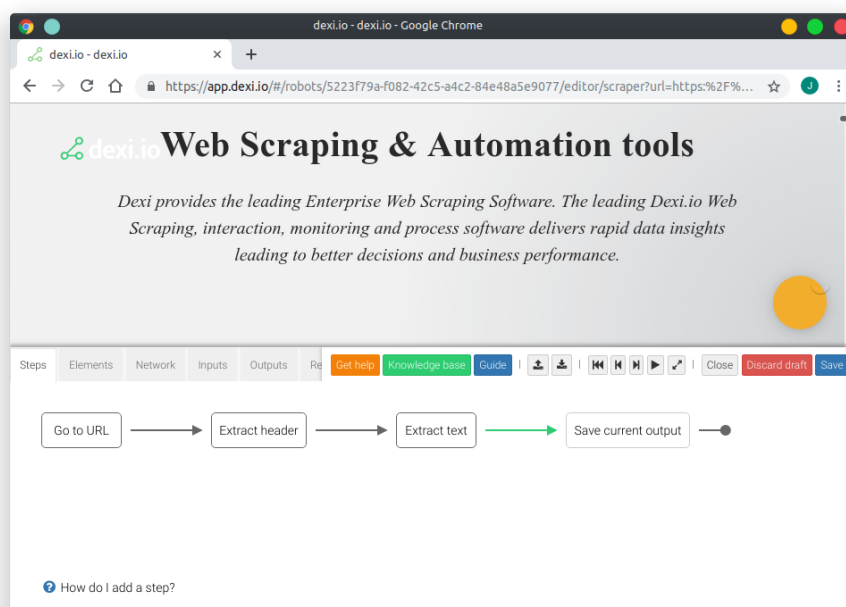 dexi.io - dexi.io - Google Chrome
dexi.io - dexi.io
https://app.dexi.io/#/robots/5223f79a-f082-42c5-a4c2-84e48a5e9077/editor/scraper?url=https:%2F%...
J
dexi.io
Web Scraping & Automation tools
Dexi provides the leading Enterprise Web Scraping Software. The leading Dexi.io Web
Scraping, interaction, monitoring and process software delivers rapid data insights
leading to better decisions and business performance.
Steps Elements Network Inputs Outputs Re Get help Knowledge base Guide Close Discard draft Save
Go to URL Extract header Extract text Save current output
? How do I add a step?